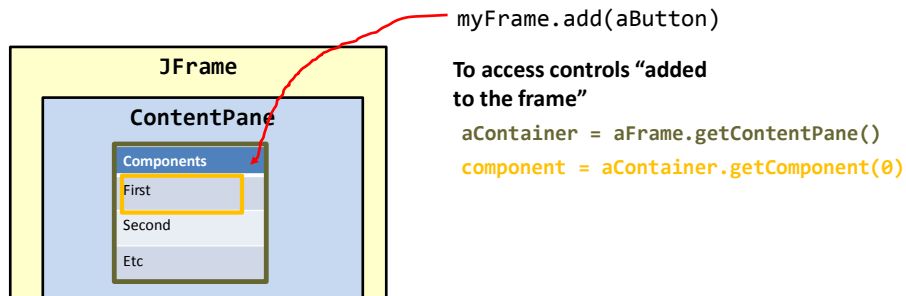 myFrame.add(aButton)
JFrame
ContentPane
Components
First
Second
Etc
To access controls “added
to the frame”
aContainer = aFrame.getContentPane()
component = aContainer.getComponent(0)